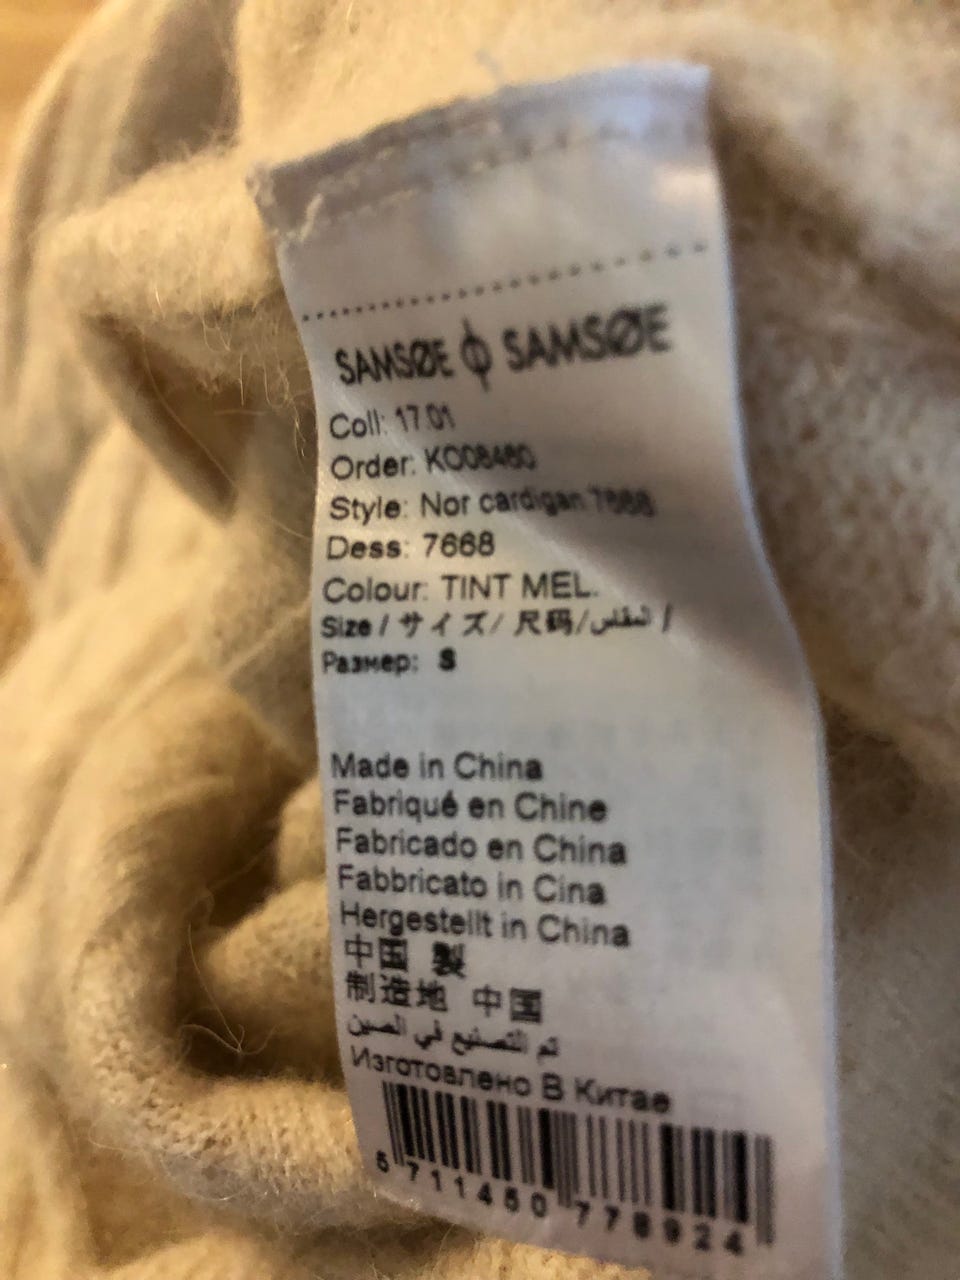 SAMSØE ϕ SAMSØE
Coll: 17.01
Order: KO08480
Style: Nor cardigan 7668
Dess: 7668
Colour: TINT MEL.
Size / サイズ/ 尺码/المقاس /
Размер: S
Made in China
Fabriqué en Chine
Fabricado en China
Fabbricato in Cina
Hergestellt in China
中国 製
制造地 中国
تم التصنيع في الصين
Изготовлено В Китае
5 711450 778924